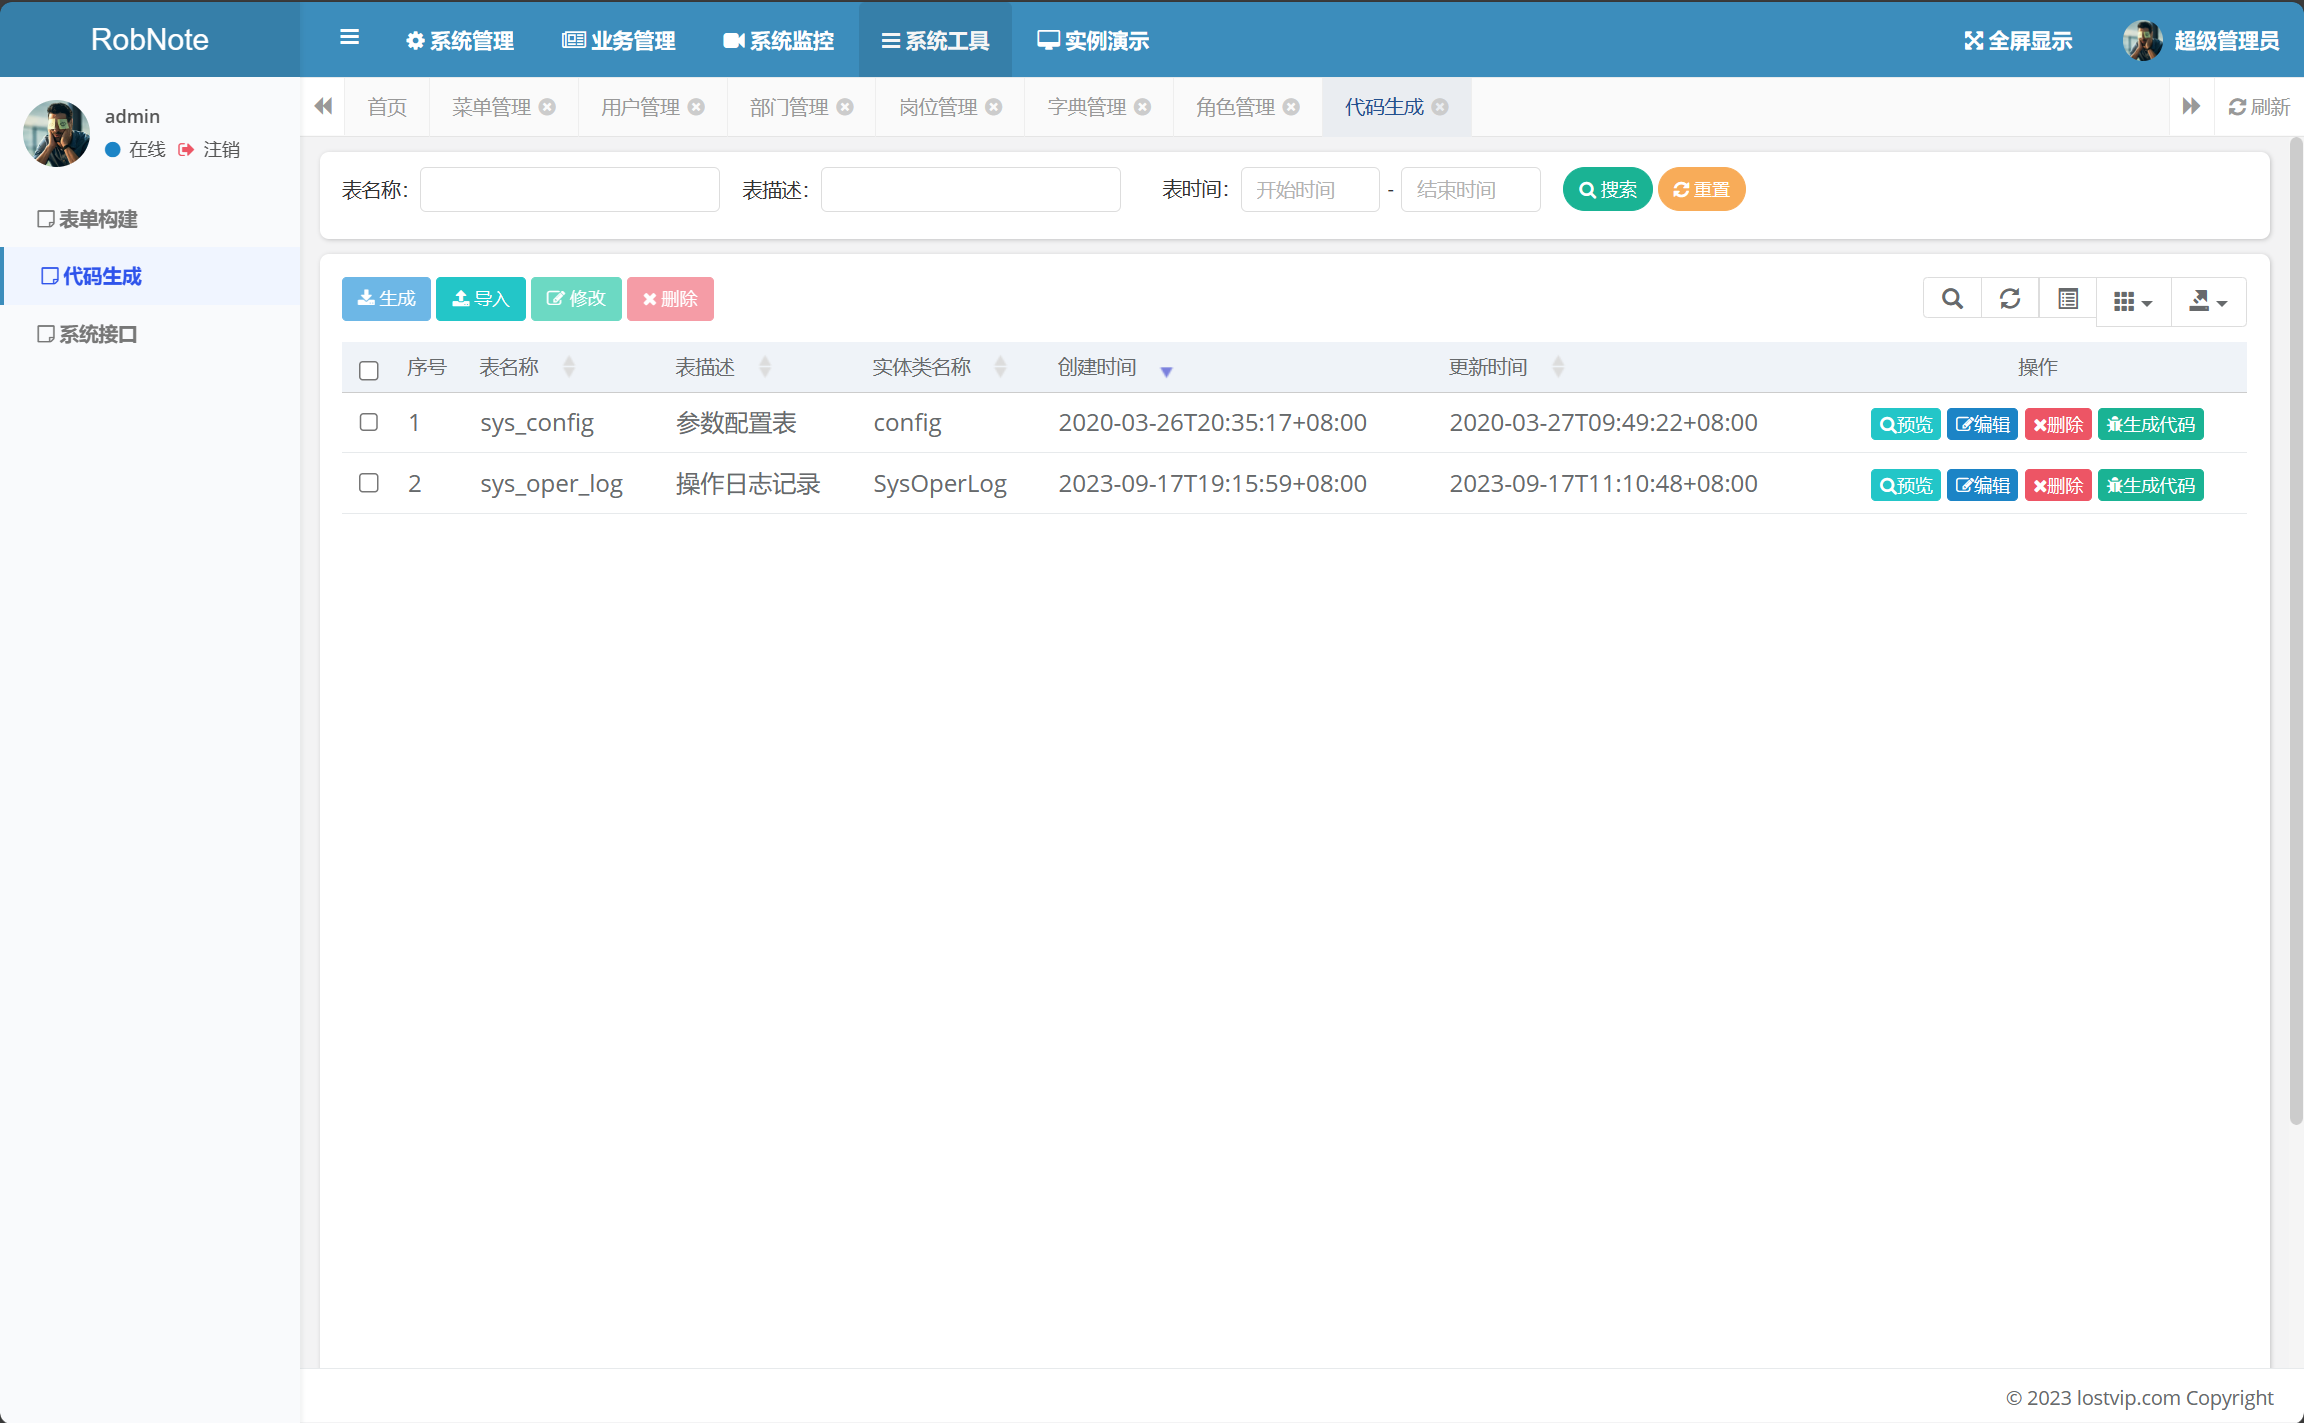 RobNote
系统管理 业务管理 系统监控 系统工具 实例演示 全屏显示 超级管理员
admin
在线 注销
首页 菜单管理 用户管理 部门管理 岗位管理 字典管理 角色管理 代码生成 刷新
表单构建
代码生成
系统接口
表名称： 表描述： 表时间： 开始时间 - 结束时间 搜索 重置
生成 导入 修改 删除
序号 表名称 表描述 实体类名称 创建时间 更新时间 操作
1 sys_config 参数配置表 config 2020-03-26T20:35:17+08:00 2020-03-27T09:49:22+08:00 预览 编辑 删除 生成代码
2 sys_oper_log 操作日志记录 SysOperLog 2023-09-17T19:15:59+08:00 2023-09-17T11:10:48+08:00 预览 编辑 删除 生成代码
© 2023 lostvip.com Copyright